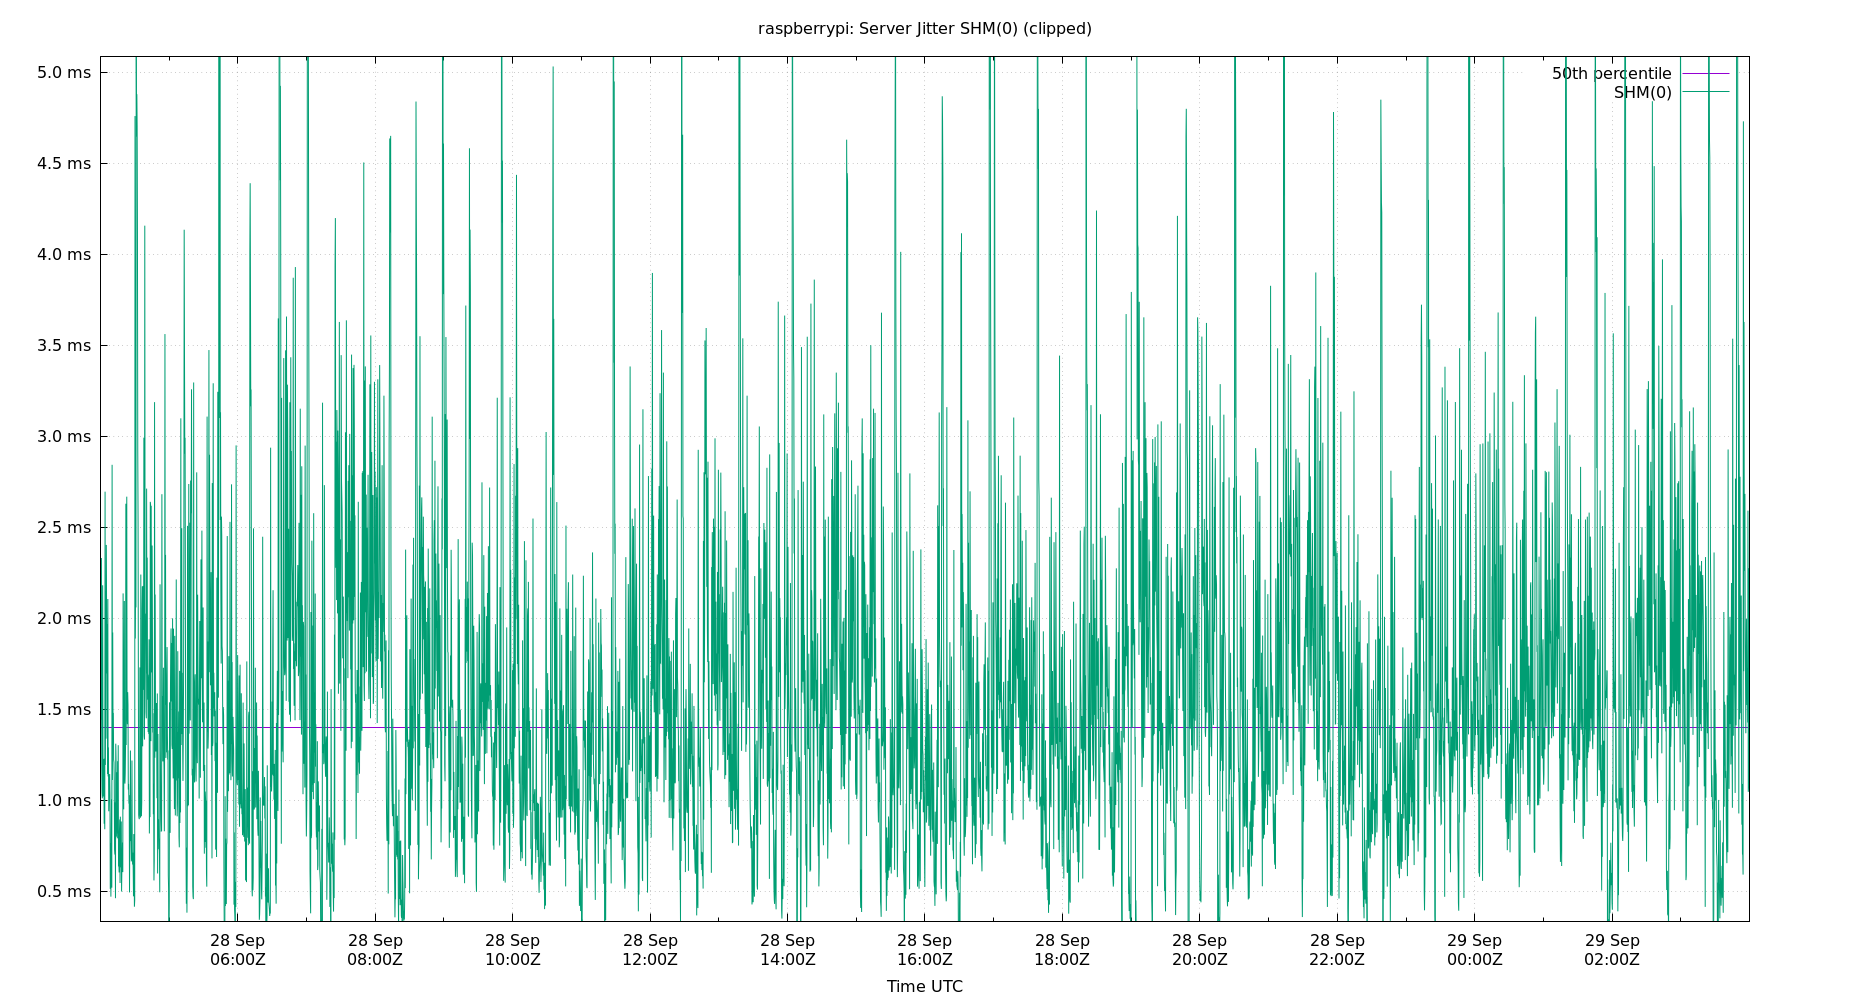 raspberrypi: Server Jitter SHM(0) (clipped)
5.0 ms
4.5 ms
4.0 ms
3.5 ms
3.0 ms
2.5 ms
2.0 ms
1.5 ms
1.0 ms
0.5 ms
50th percentile
SHM(0)
28 Sep 28 Sep 28 Sep 28 Sep 28 Sep 28 Sep 28 Sep 28 Sep 28 Sep 29 Sep 29 Sep
06:00Z 08:00Z 10:00Z 12:00Z 14:00Z 16:00Z 18:00Z 20:00Z 22:00Z 00:00Z 02:00Z
Time UTC